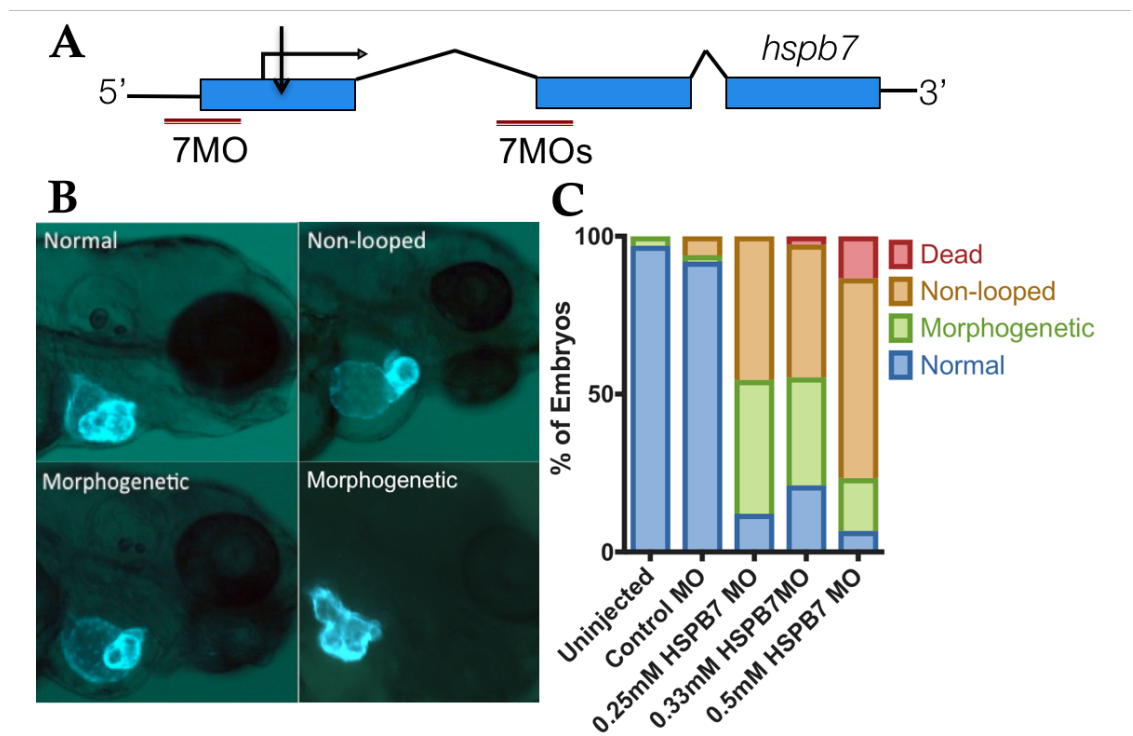 A
hspb7
5’
3’
7MO
7MOs
B
Normal
Non-looped
Morphogenetic
Morphogenetic
C
% of Embryos
100
50
0
Uninjected
Control MO
0.25mM HSPB7 MO
0.33mM HSPB7MO
0.5mM HSPB7 MO
Dead
Non-looped
Morphogenetic
Normal